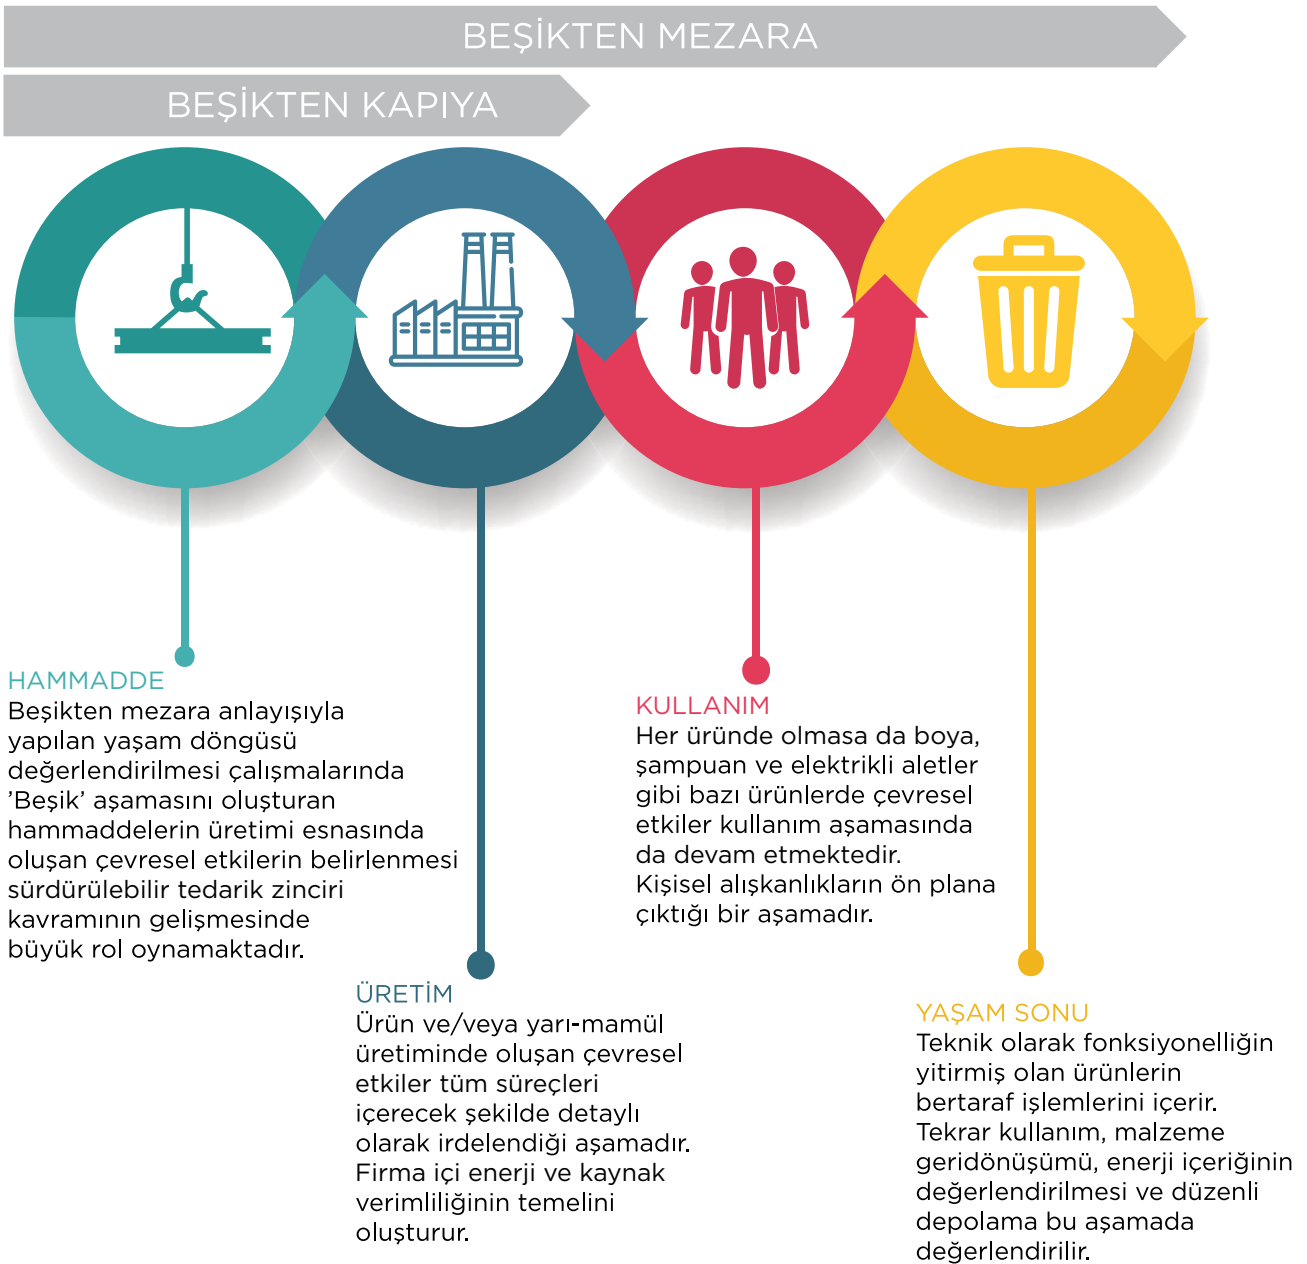 BEŞİKTEN MEZARA
BEŞİKTEN KAPIYA
HAMMADDE
Beşikten mezara anlayışıyla
yapılan yaşam döngüsü
değerlendirilmesi çalışmalarında
’Beşik’ aşamasını oluşturan
hammaddelerin üretimi esnasında
oluşan çevresel etkilerin belirlenmesi
sürdürülebilir tedarik zinciri
kavramının gelişmesinde
büyük rol oynamaktadır.
ÜRETİM
Ürün ve/veya yarı-mamül
üretiminde oluşan çevresel
etkiler tüm süreçleri
içerecek şekilde detaylı
olarak irdelendiği aşamadır.
Firma içi enerji ve kaynak
verimliliğinin temelini
oluşturur.
KULLANIM
Her üründe olmasa da boya,
şampuan ve elektrikli aletler
gibi bazı ürünlerde çevresel
etkiler kullanım aşamasında
da devam etmektedir.
Kişisel alışkanlıkların ön plana
çıktığı bir aşamadır.
YAŞAM SONU
Teknik olarak fonksiyonelliğin
yitirmiş olan ürünlerin
bertaraf işlemlerini içerir.
Tekrar kullanım, malzeme
geridönüşümü, enerji içeriğinin
değerlendirilmesi ve düzenli
depolama bu aşamada
değerlendirilir.